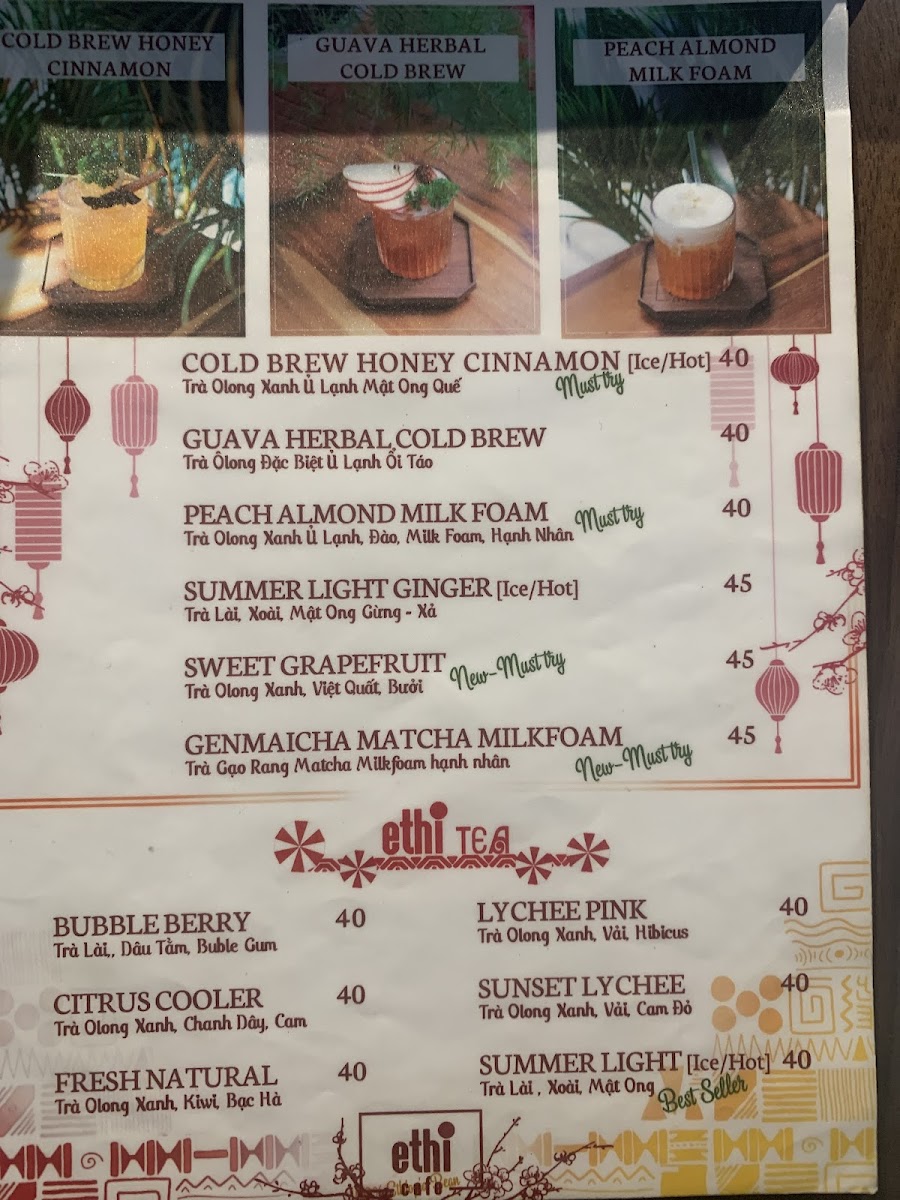 COLD BREW HONEY
CINNAMON
GUAVA HERBAL
COLD BREW
PEACH ALMOND
MILK FOAM
COLD BREW HONEY CINNAMON [Ice/Hot] 40
Trà Olong Xanh Ủ Lạnh Mật Ong Quế
Must try
GUAVA HERBAL COLD BREW 40
Trà Ôlong Đặc Biệt Ủ Lạnh Ổi Táo
PEACH ALMOND MILK FOAM Must try 40
Trà Olong Xanh Ủ Lạnh, Đào, Milk Foam, Hạnh Nhân
SUMMER LIGHT GINGER [Ice/Hot] 45
Trà Lài, Xoài, Mật Ong Gừng - Xả
SWEET GRAPEFRUIT New-Must try 45
Trà Olong Xanh, Việt Quất, Bưởi
GENMAICHA MATCHA MILKFOAM 45
Trà Gạo Rang Matcha Milkfoam hạnh nhân
New-Must try
ethi TEA
BUBBLE BERRY 40
Trà Lài,, Dâu Tằm, Buble Gum
CITRUS COOLER 40
Trà Olong Xanh, Chanh Dây, Cam
FRESH NATURAL 40
Trà Olong Xanh, Kiwi, Bạc Hà
LYCHEE PINK 40
Trà Olong Xanh, Vải, Hibicus
SUNSET LYCHEE 40
Trà Olong Xanh, Vải, Cam Đỏ
SUMMER LIGHT [Ice/Hot] 40
Trà Lài , Xoài, Mật Ong
Best Seller
ethi
cafe